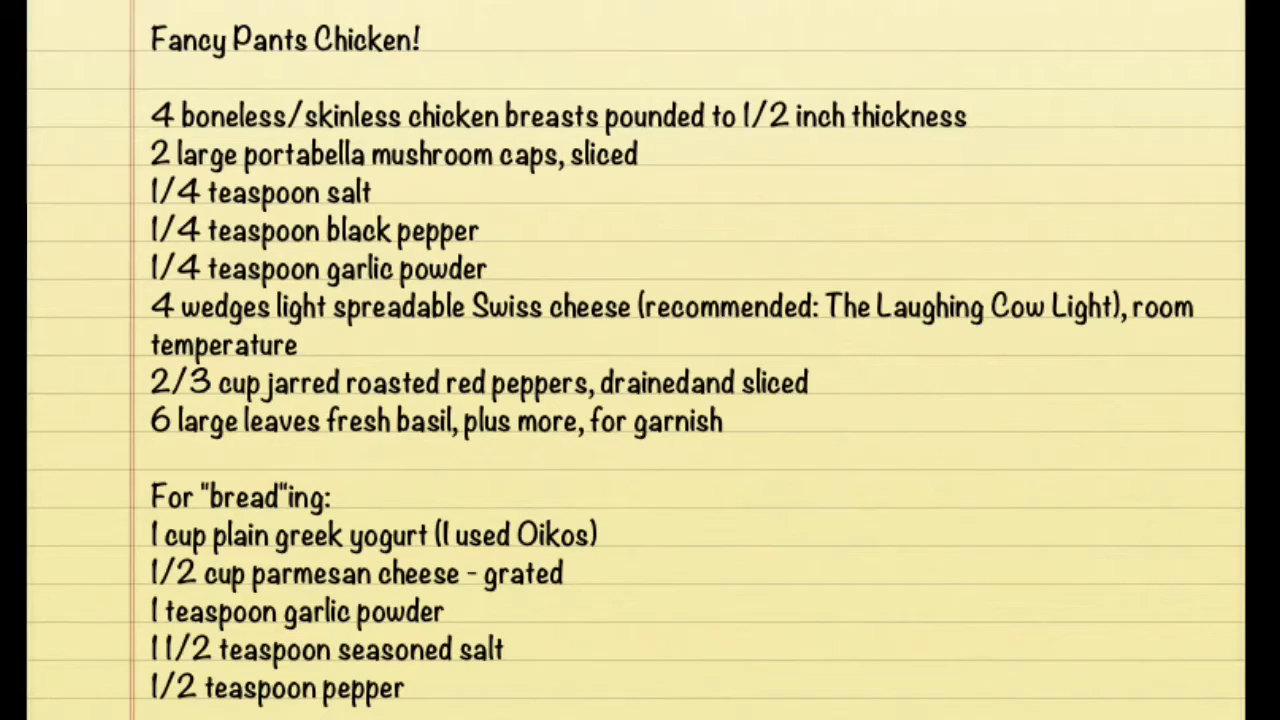 Fancy Pants Chicken!
4 boneless/skinless chicken breasts pounded to 1/2 inch thickness
2 large portabella mushroom caps, sliced
1/4 teaspoon salt
1/4 teaspoon black pepper
1/4 teaspoon garlic powder
4 wedges light spreadable Swiss cheese (recommended: The Laughing Cow Light), room
temperature
2/3 cup jarred roasted red peppers, drainedand sliced
6 large leaves fresh basil, plus more, for garnish
For "bread"ing:
1 cup plain greek yogurt (I used Oikos)
1/2 cup parmesan cheese - grated
1 teaspoon garlic powder
1 1/2 teaspoon seasoned salt
1/2 teaspoon pepper